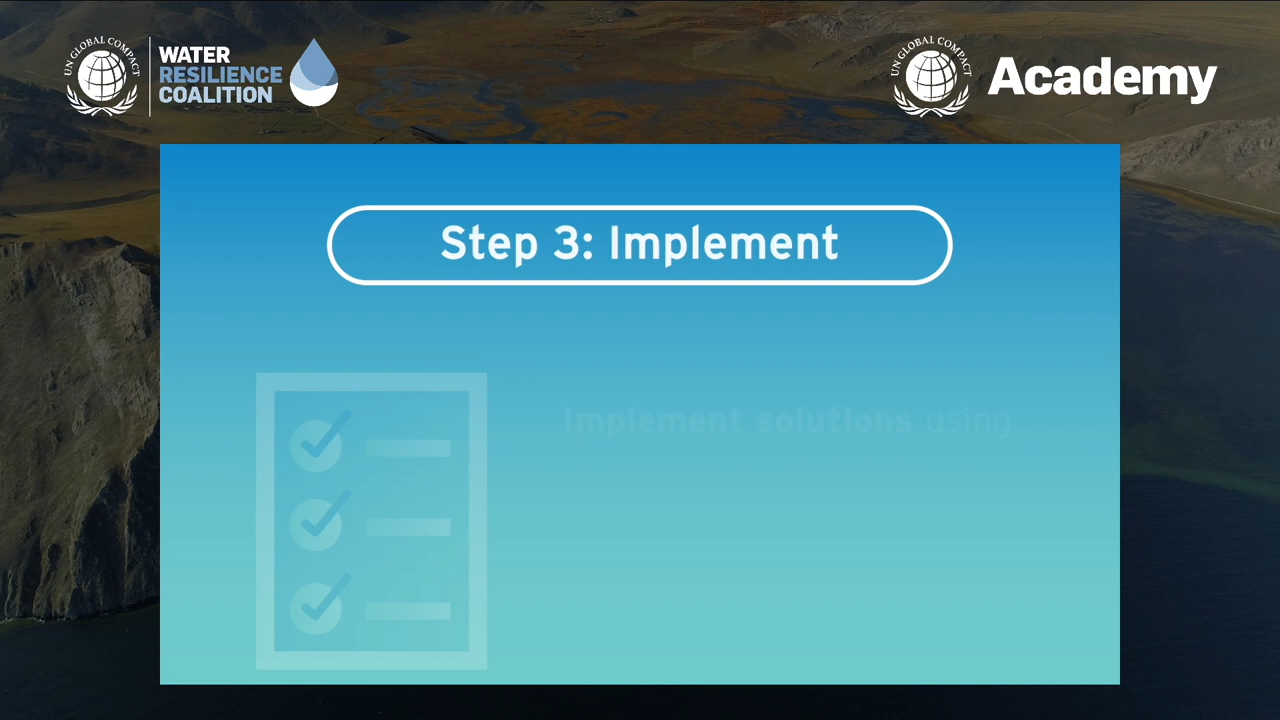 UN GLOBAL COMPACT
WATER
RESILIENCE
COALITION
UN GLOBAL COMPACT
Academy
Step 3: Implement
Implement solutions using